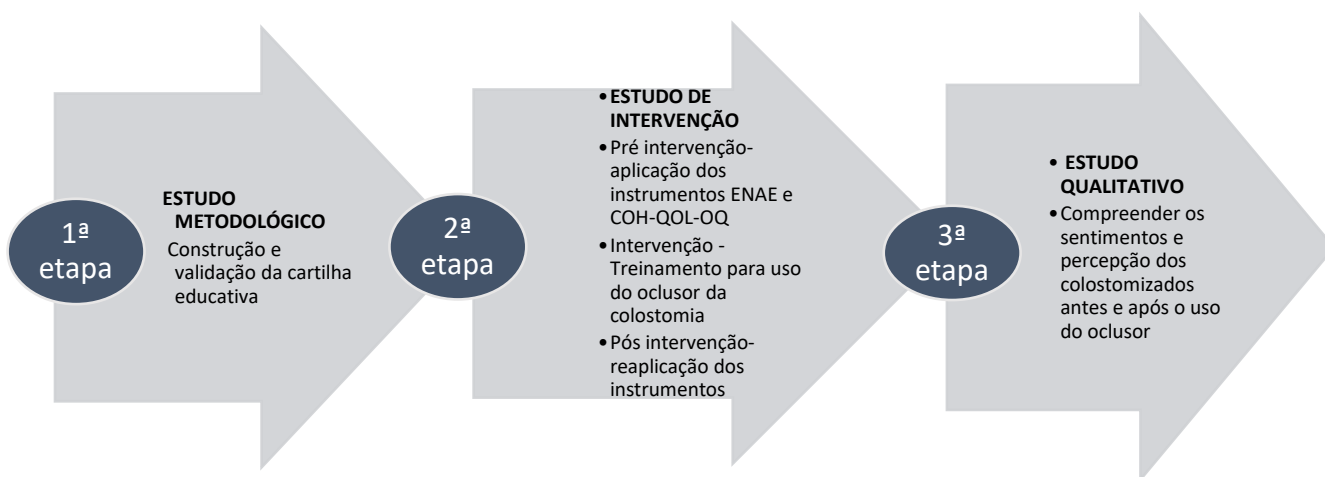 1ª
etapa
ESTUDO
METODOLÓGICO
Construção e
validação da cartilha
educativa
2ª
etapa
•ESTUDO DE
INTERVENÇÃO
•Pré intervenção-
aplicação dos
instrumentos ENAE e
COH-QOL-OQ
•Intervenção -
Treinamento para uso
do oclusor da
colostomia
•Pós intervenção-
reaplicação dos
instrumentos
3ª
etapa
• ESTUDO
QUALITATIVO
•Compreender os
sentimentos e
percepção dos
colostomizados
antes e após o uso
do oclusor